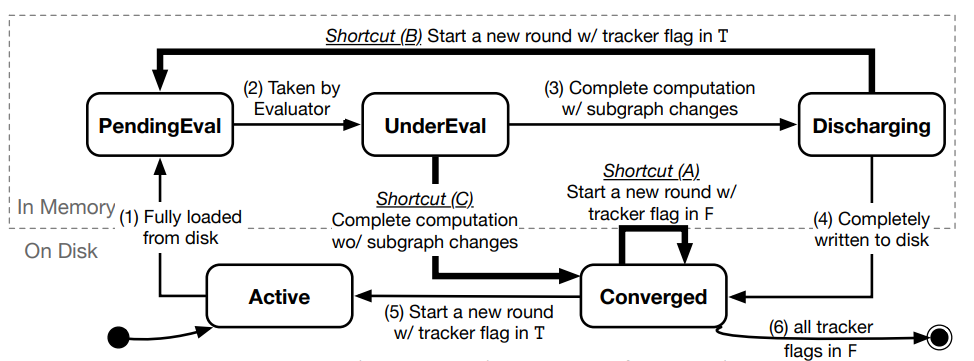 Shortcut (B) Start a new round w/ tracker flag in T
(2) Taken by
Evaluator
(3) Complete computation
w/ subgraph changes
PendingEval
UnderEval
Discharging
Shortcut (A)
Start a new round w/
tracker flag in F
Shortcut (C)
Complete computation
wo/ subgraph changes
In Memory
(1) Fully loaded
from disk
(4) Completely
written to disk
On Disk
Active
Converged
(5) Start a new round
w/ tracker flag in T
(6) all tracker
flags in F